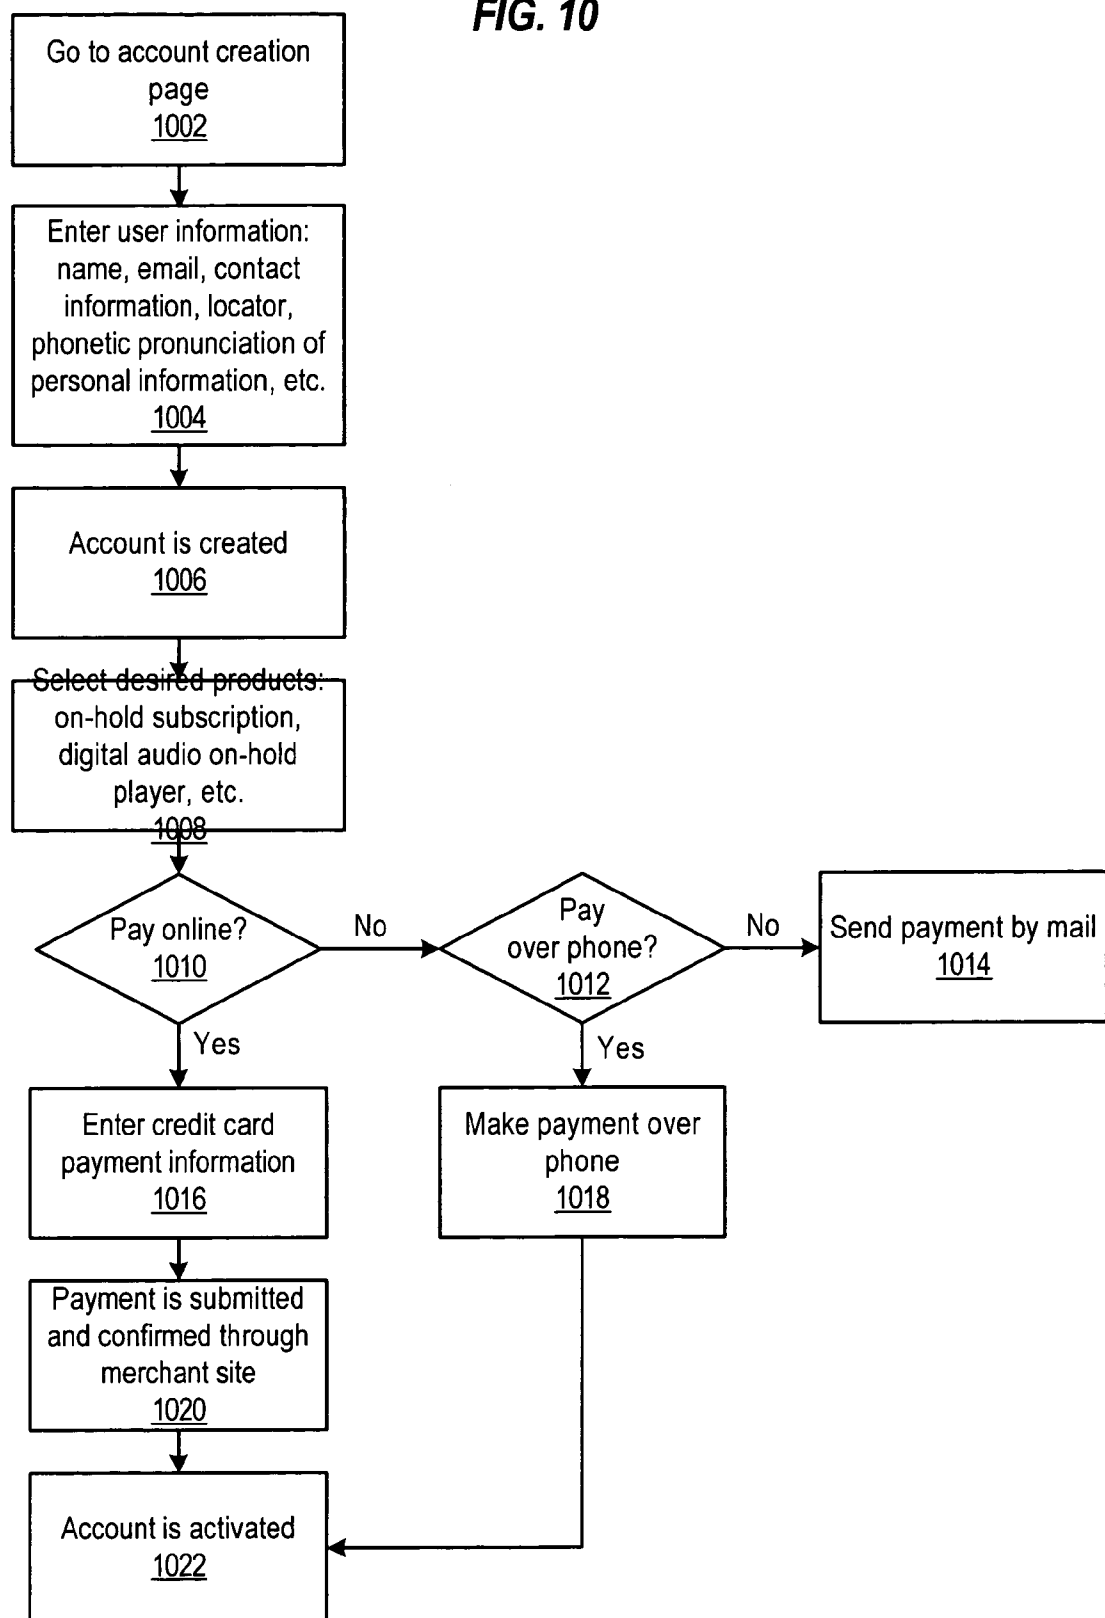 FIG. 10
Go to account creation
page
1002
Enter user information:
name, email, contact
information, locator,
phonetic pronunciation of
personal information, etc.
1004
Account is created
1006
Select desired products:
on-hold subscription,
digital audio on-hold
player, etc.
1008
Pay online?
1010
No
Pay
over phone?
1012
No
Send payment by mail
1014
Yes
Yes
Enter credit card
payment information
1016
Make payment over
phone
1018
Payment is submitted
and confirmed through
merchant site
1020
Account is activated
1022